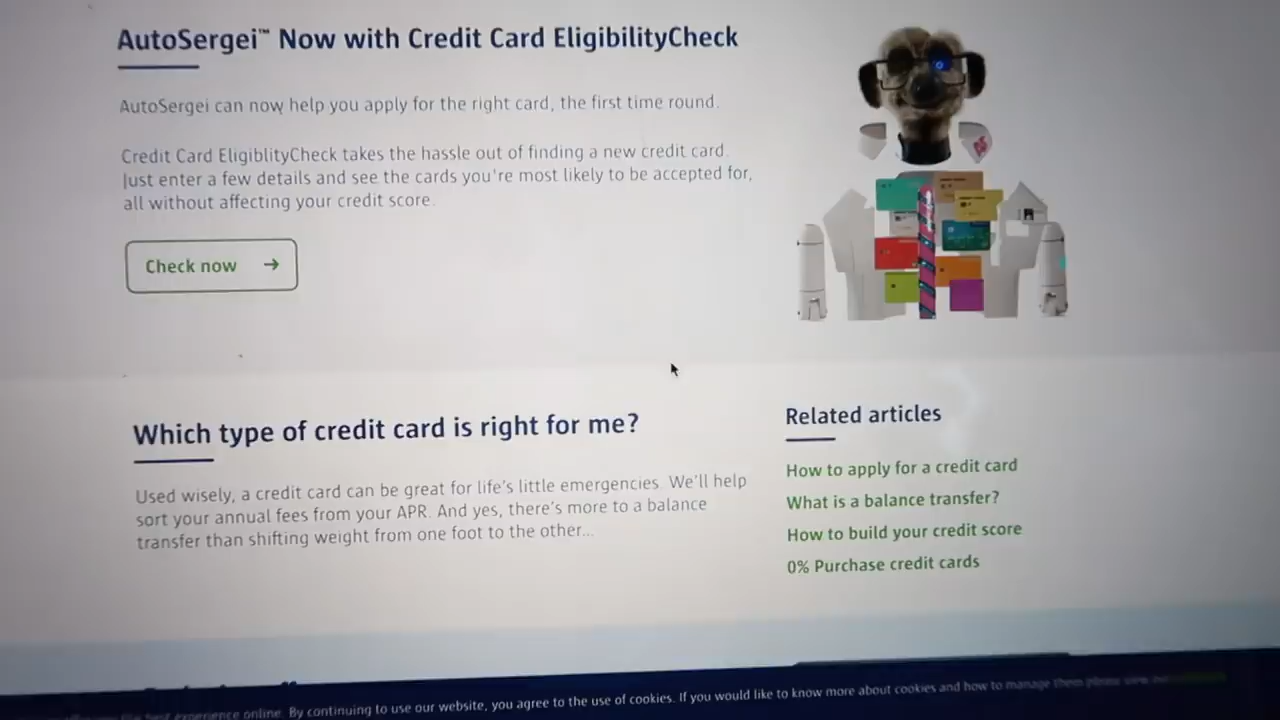 AutoSergei™ Now with Credit Card EligibilityCheck
AutoSergei can now help you apply for the right card, the first time round.
Credit Card EligiblityCheck takes the hassle out of finding a new credit card.
Just enter a few details and see the cards you're most likely to be accepted for,
all without affecting your credit score.
Check now →
Which type of credit card is right for me?
Used wisely, a credit card can be great for life's little emergencies. We'll help
sort your annual fees from your APR. And yes, there's more to a balance
transfer than shifting weight from one foot to the other...
Related articles
How to apply for a credit card
What is a balance transfer?
How to build your credit score
0% Purchase credit cards
best experience online. By continuing to use our website, you agree to the use of cookies. If you would like to know more about cookies and how to manage them please view our